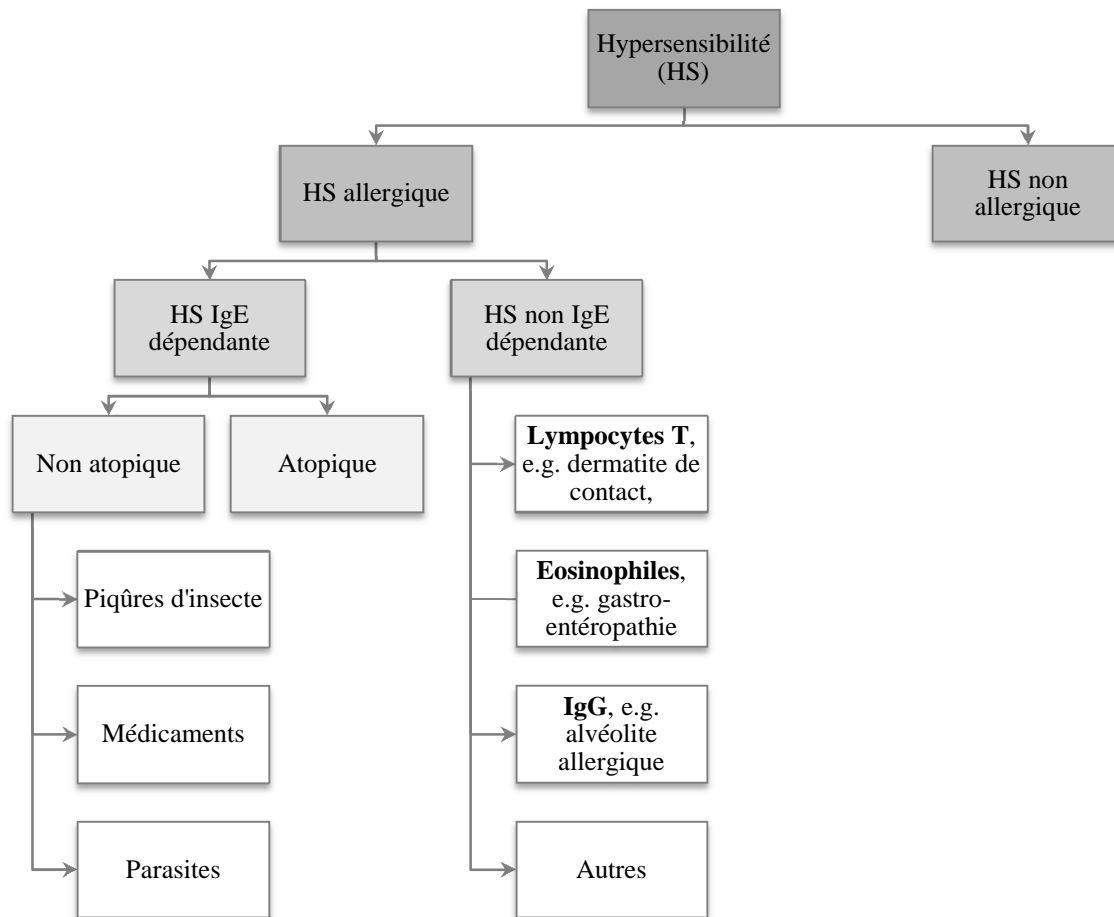 Hypersensibilité
(HS)
HS allergique
HS non
allergique
HS IgE
dépendante
HS non IgE
dépendante
Non atopique
Atopique
Lympocytes T,
e.g. dermatite de
contact,
Piqûres d'insecte
Eosinophiles,
e.g. gastro-
entéropathie
Médicaments
IgG, e.g.
alvéolite
allergique
Parasites
Autres